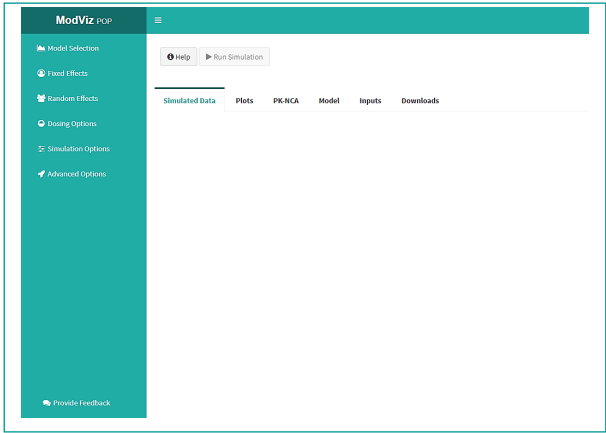 ModViz POP
Model Selection
Fixed Effects
Random Effects
Dosing Options
Simulation Options
Advanced Options
Provide Feedback
Help Run Simulation
Simulated Data Plots PK-NCA Model Inputs Downloads